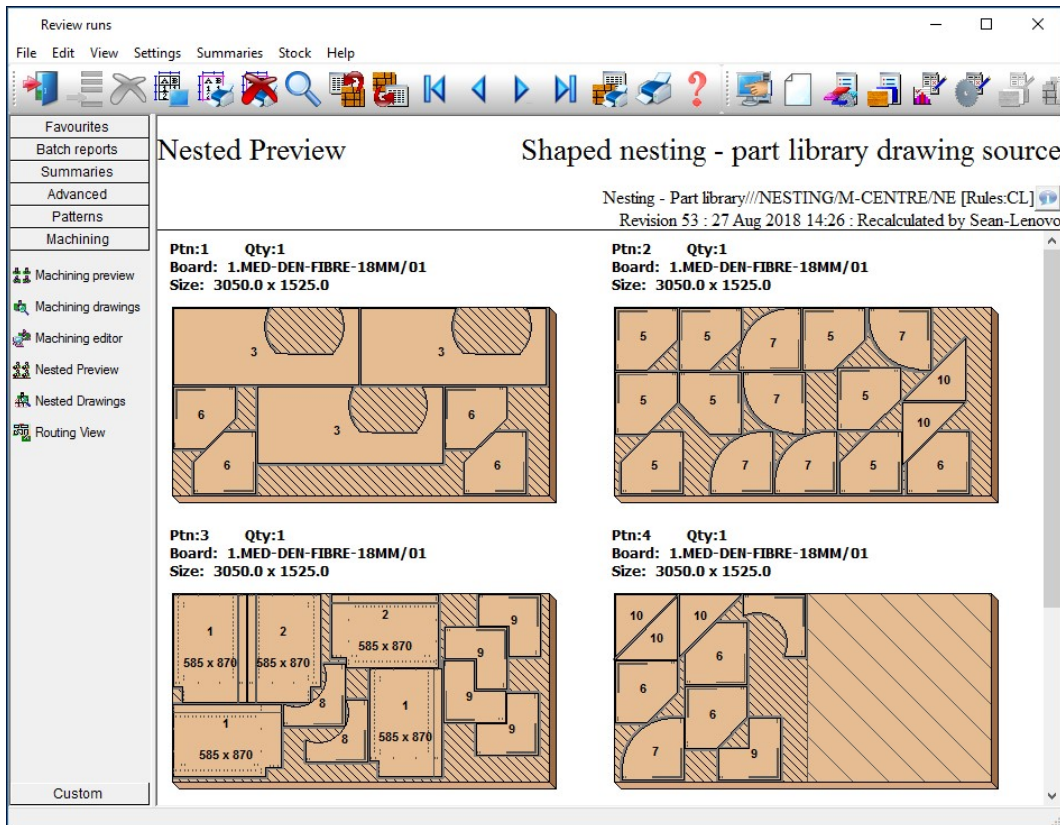 Review runs
File Edit View Settings Summaries Stock Help
Favourites
Batch reports
Summaries
Advanced
Patterns
Machining
Machining preview
Machining drawings
Machining editor
Nested Preview
Nested Drawings
Routing View
Custom
Nested Preview Shaped nesting - part library drawing source
Nesting - Part library///NESTING/M-CENTRE/NE [Rules:CL]
Revision 53 : 27 Aug 2018 14:26 : Recalculated by Sean-Lenovo
Ptn:1 Qty:1
Board: 1.MED-DEN-FIBRE-18MM/01
Size: 3050.0 x 1525.0
3 3
6 3 6
6 6
Ptn:2 Qty:1
Board: 1.MED-DEN-FIBRE-18MM/01
Size: 3050.0 x 1525.0
5 5 7 5 7
10
5 5 7 5
10
5 7 7 5 6
Ptn:3 Qty:1
Board: 1.MED-DEN-FIBRE-18MM/01
Size: 3050.0 x 1525.0
1 2 2 9
585 x 870 585 x 870 585 x 870
9
8 1 9
1
585 x 870 8 585 x 870 9
Ptn:4 Qty:1
Board: 1.MED-DEN-FIBRE-18MM/01
Size: 3050.0 x 1525.0
10 10
10
6
6
6
7 9